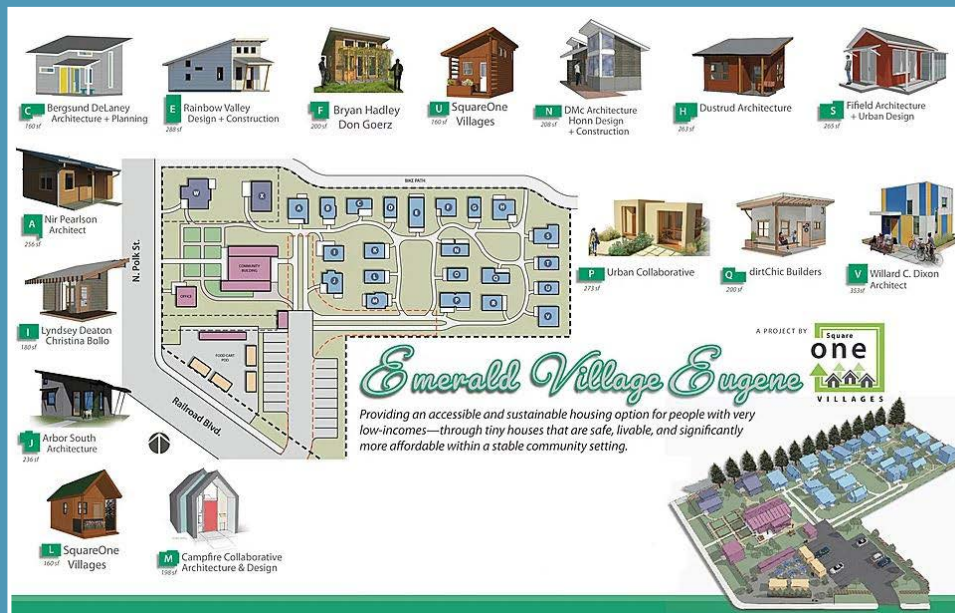 C Bergsund DeLaney
Architecture + Planning
160 sf
E Rainbow Valley
Design + Construction
288 sf
F Bryan Hadley
Don Goerz
200 sf
U SquareOne
Villages
160 sf
N DMc Architecture
Honn Design
+ Construction
208 sf
H Dustrud Architecture
263 sf
S Fifield Architecture
+ Urban Design
265 sf
A Nir Pearlson
Architect
256 sf
I Lyndsey Deaton
Christina Bollo
180 sf
J Arbor South
Architecture
236 sf
L SquareOne
Villages
160 sf
M Campfire Collaborative
Architecture & Design
198 sf
N. Polk St.
BIKE PATH
W
X
A
E
S
T
U
V
I
J
K
L
M
N
O
P
Q
R
COMMUNITY
BUILDING
OFFICE
FOOD CART
POD
Railroad Blvd.
P Urban Collaborative
273 sf
Q dirtChic Builders
200 sf
V Willard C. Dixon
Architect
353 sf
A PROJECT BY
Square
one
VILLAGES
Emerald Village Eugene
Providing an accessible and sustainable housing option for people with very
low-incomes—through tiny houses that are safe, livable, and significantly
more affordable within a stable community setting.